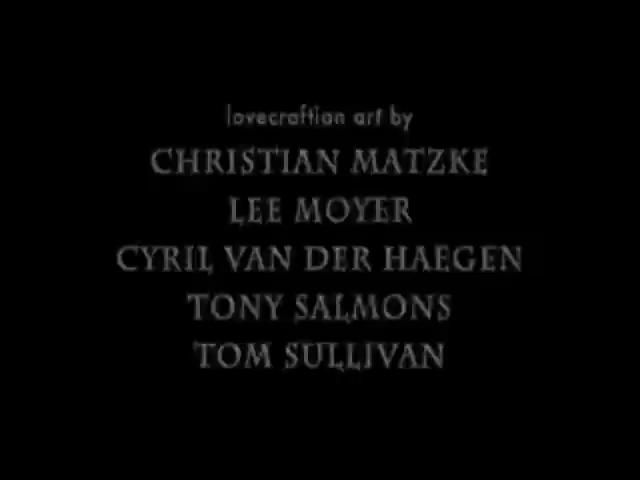 lovecraftian art by
CHRISTIAN MATZKE
LEE MOYER
CYRIL VAN DER HAEGEN
TONY SALMONS
TOM SULLIVAN